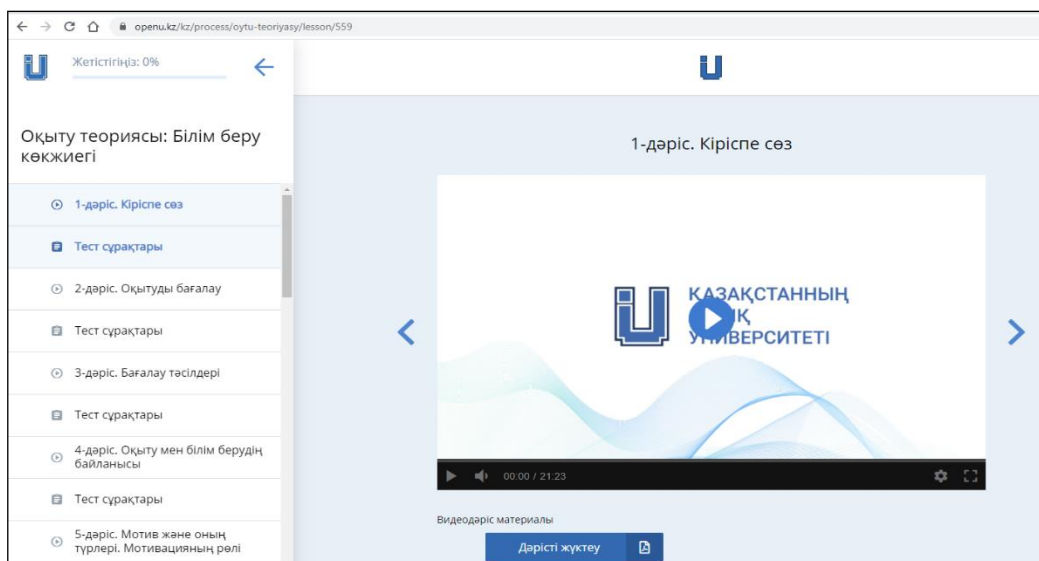 openu.kz/kz/process/oytu-teoriyasy/lesson/559
Жетістігіңіз: 0%
Оқыту теориясы: Білім беру
көкжиегі
1-дәріс. Кіріспе сөз
Тест сұрақтары
2-дәріс. Оқытуды бағалау
Тест сұрақтары
3-дәріс. Бағалау тәсілдері
Тест сұрақтары
4-дәріс. Оқыту мен білім берудің
байланысы
Тест сұрақтары
5-дәріс. Мотив және оның
түрлері. Мотивацияның рөлі
1-дәріс. Кіріспе сөз
ҚАЗАҚСТАННЫҢ
УНИВЕРСИТЕТІ
00:00 / 21:23
Видеодәріс материалы
Дәрісті жүктеу